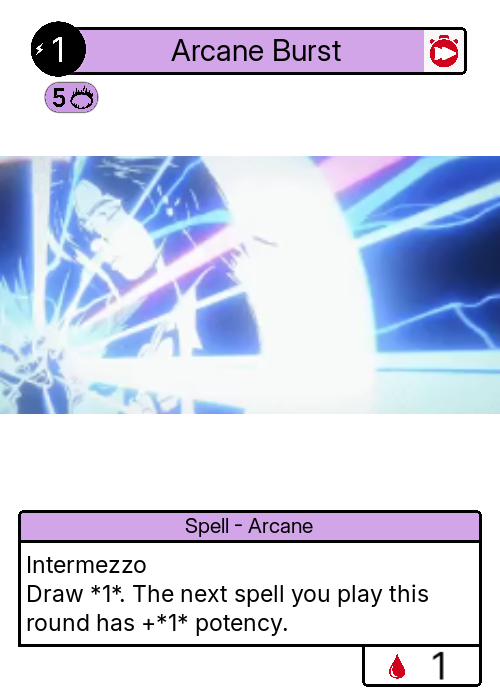 1
Arcane Burst
5
Spell - Arcane
Intermezzo
Draw *1*. The next spell you play this
round has +*1* potency.
1